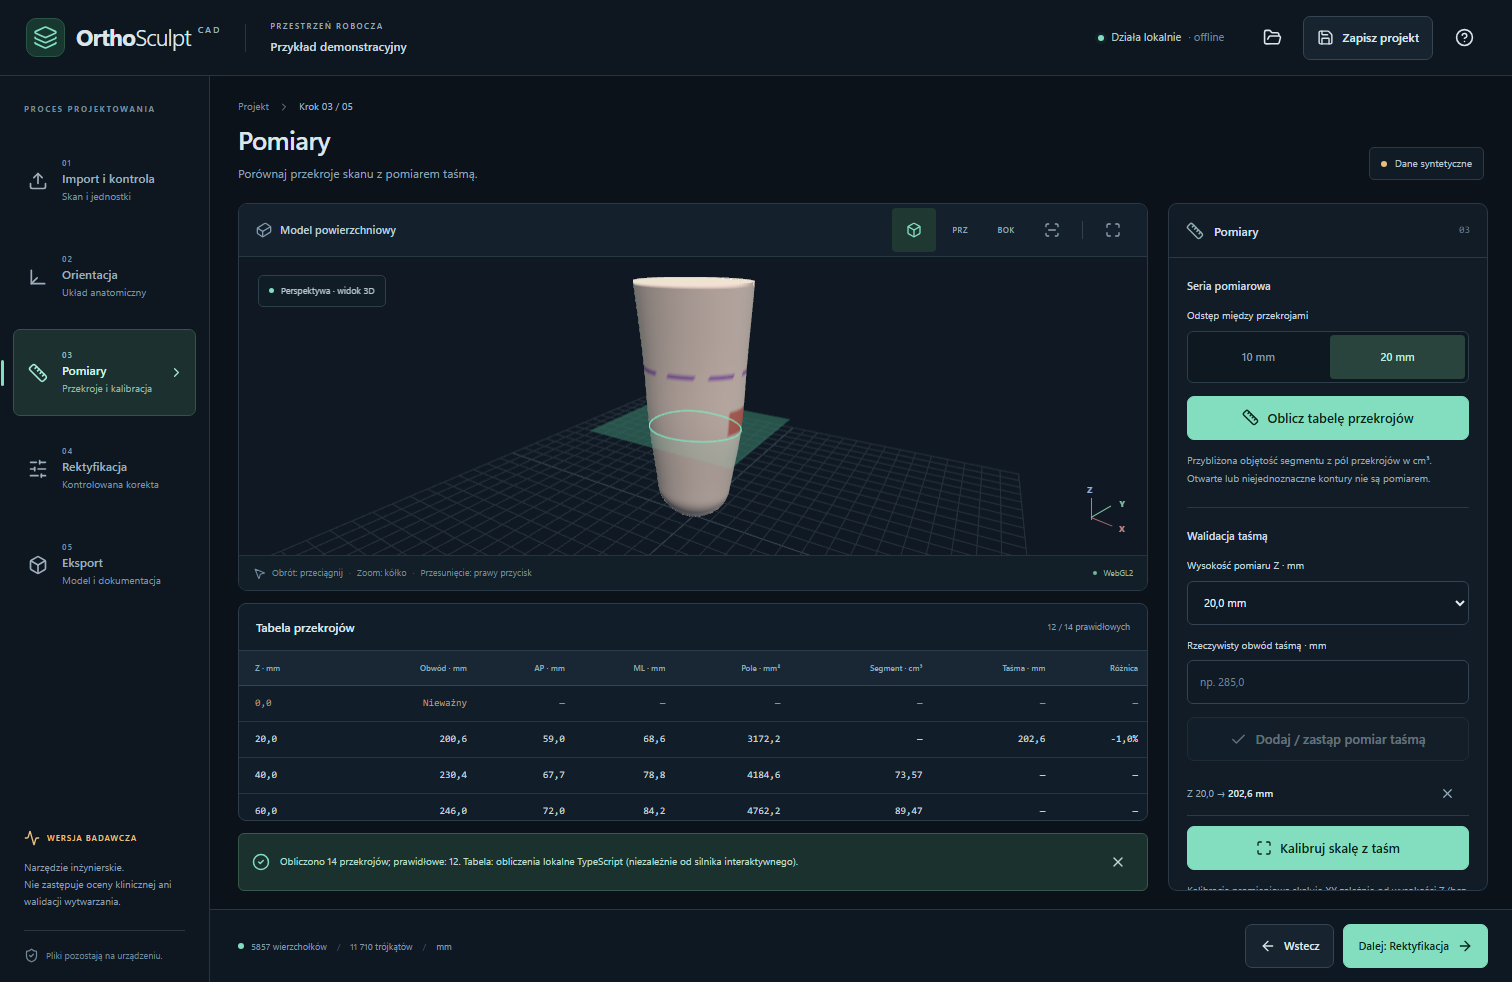 OrthoSculpt CAD
PRZESTRZEŃ ROBOCZA
Przykład demonstracyjny
Działa lokalnie · offline
Zapisz projekt
PROCES PROJEKTOWANIA
01
Import i kontrola
Skan i jednostki
02
Orientacja
Układ anatomiczny
03
Pomiary
Przekroje i kalibracja
04
Rektyfikacja
Kontrolowana korekta
05
Eksport
Model i dokumentacja
WERSJA BADAWCZA
Narzędzie inżynierskie.
Nie zastępuje oceny klinicznej ani
walidacji wytwarzania.
Pliki pozostają na urządzeniu.
Projekt > Krok 03 / 05
Pomiary
Porównaj przekroje skanu z pomiarem taśmą.
Dane syntetyczne
Model powierzchniowy
PRZ BOK
Perspektywa · widok 3D
Z
Y
X
Obrót: przeciągnij · Zoom: kółko · Przesunięcie: prawy przycisk
WebGL2
Tabela przekrojów
12 / 14 prawidłowych
Z · mm Obwód · mm AP · mm ML · mm Pole · mm² Segment · cm³ Taśma · mm Różnica
0,0 Nieważny — — — — — —
20,0 200,6 59,0 68,6 3172,2 — 202,6 -1,0%
40,0 230,4 67,7 78,8 4184,6 73,57 — —
60,0 246,0 72,0 84,2 4762,2 89,47 — —
Obliczono 14 przekrojów; prawidłowe: 12. Tabela: obliczenia lokalne TypeScript (niezależnie od silnika interaktywnego).
Pomiary
03
Seria pomiarowa
Odstęp między przekrojami
10 mm 20 mm
Oblicz tabelę przekrojów
Przybliżona objętość segmentu z pól przekrojów w cm³.
Otwarte lub niejednoznaczne kontury nie są pomiarem.
Walidacja taśmą
Wysokość pomiaru Z · mm
20,0 mm
Rzeczywisty obwód taśmą · mm
np. 285,0
Dodaj / zastąp pomiar taśmą
Z 20,0 → 202,6 mm
Kalibruj skalę z taśm
5857 wierzchołków / 11 710 trójkątów / mm
Wstecz
Dalej: Rektyfikacja